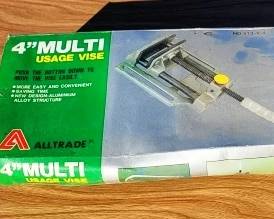 4" MULTI
USAGE VISE
PUSH THE BUTTON DOWN TO
MOVE THE VISE EASILY.
• MORE EASY AND CONVENIENT
• SAVING TIME
• NEW DESIGN-ALUMINUM
ALLOY STRUCTURE
ALLTRADE
4" MULTI
USAGE VISE